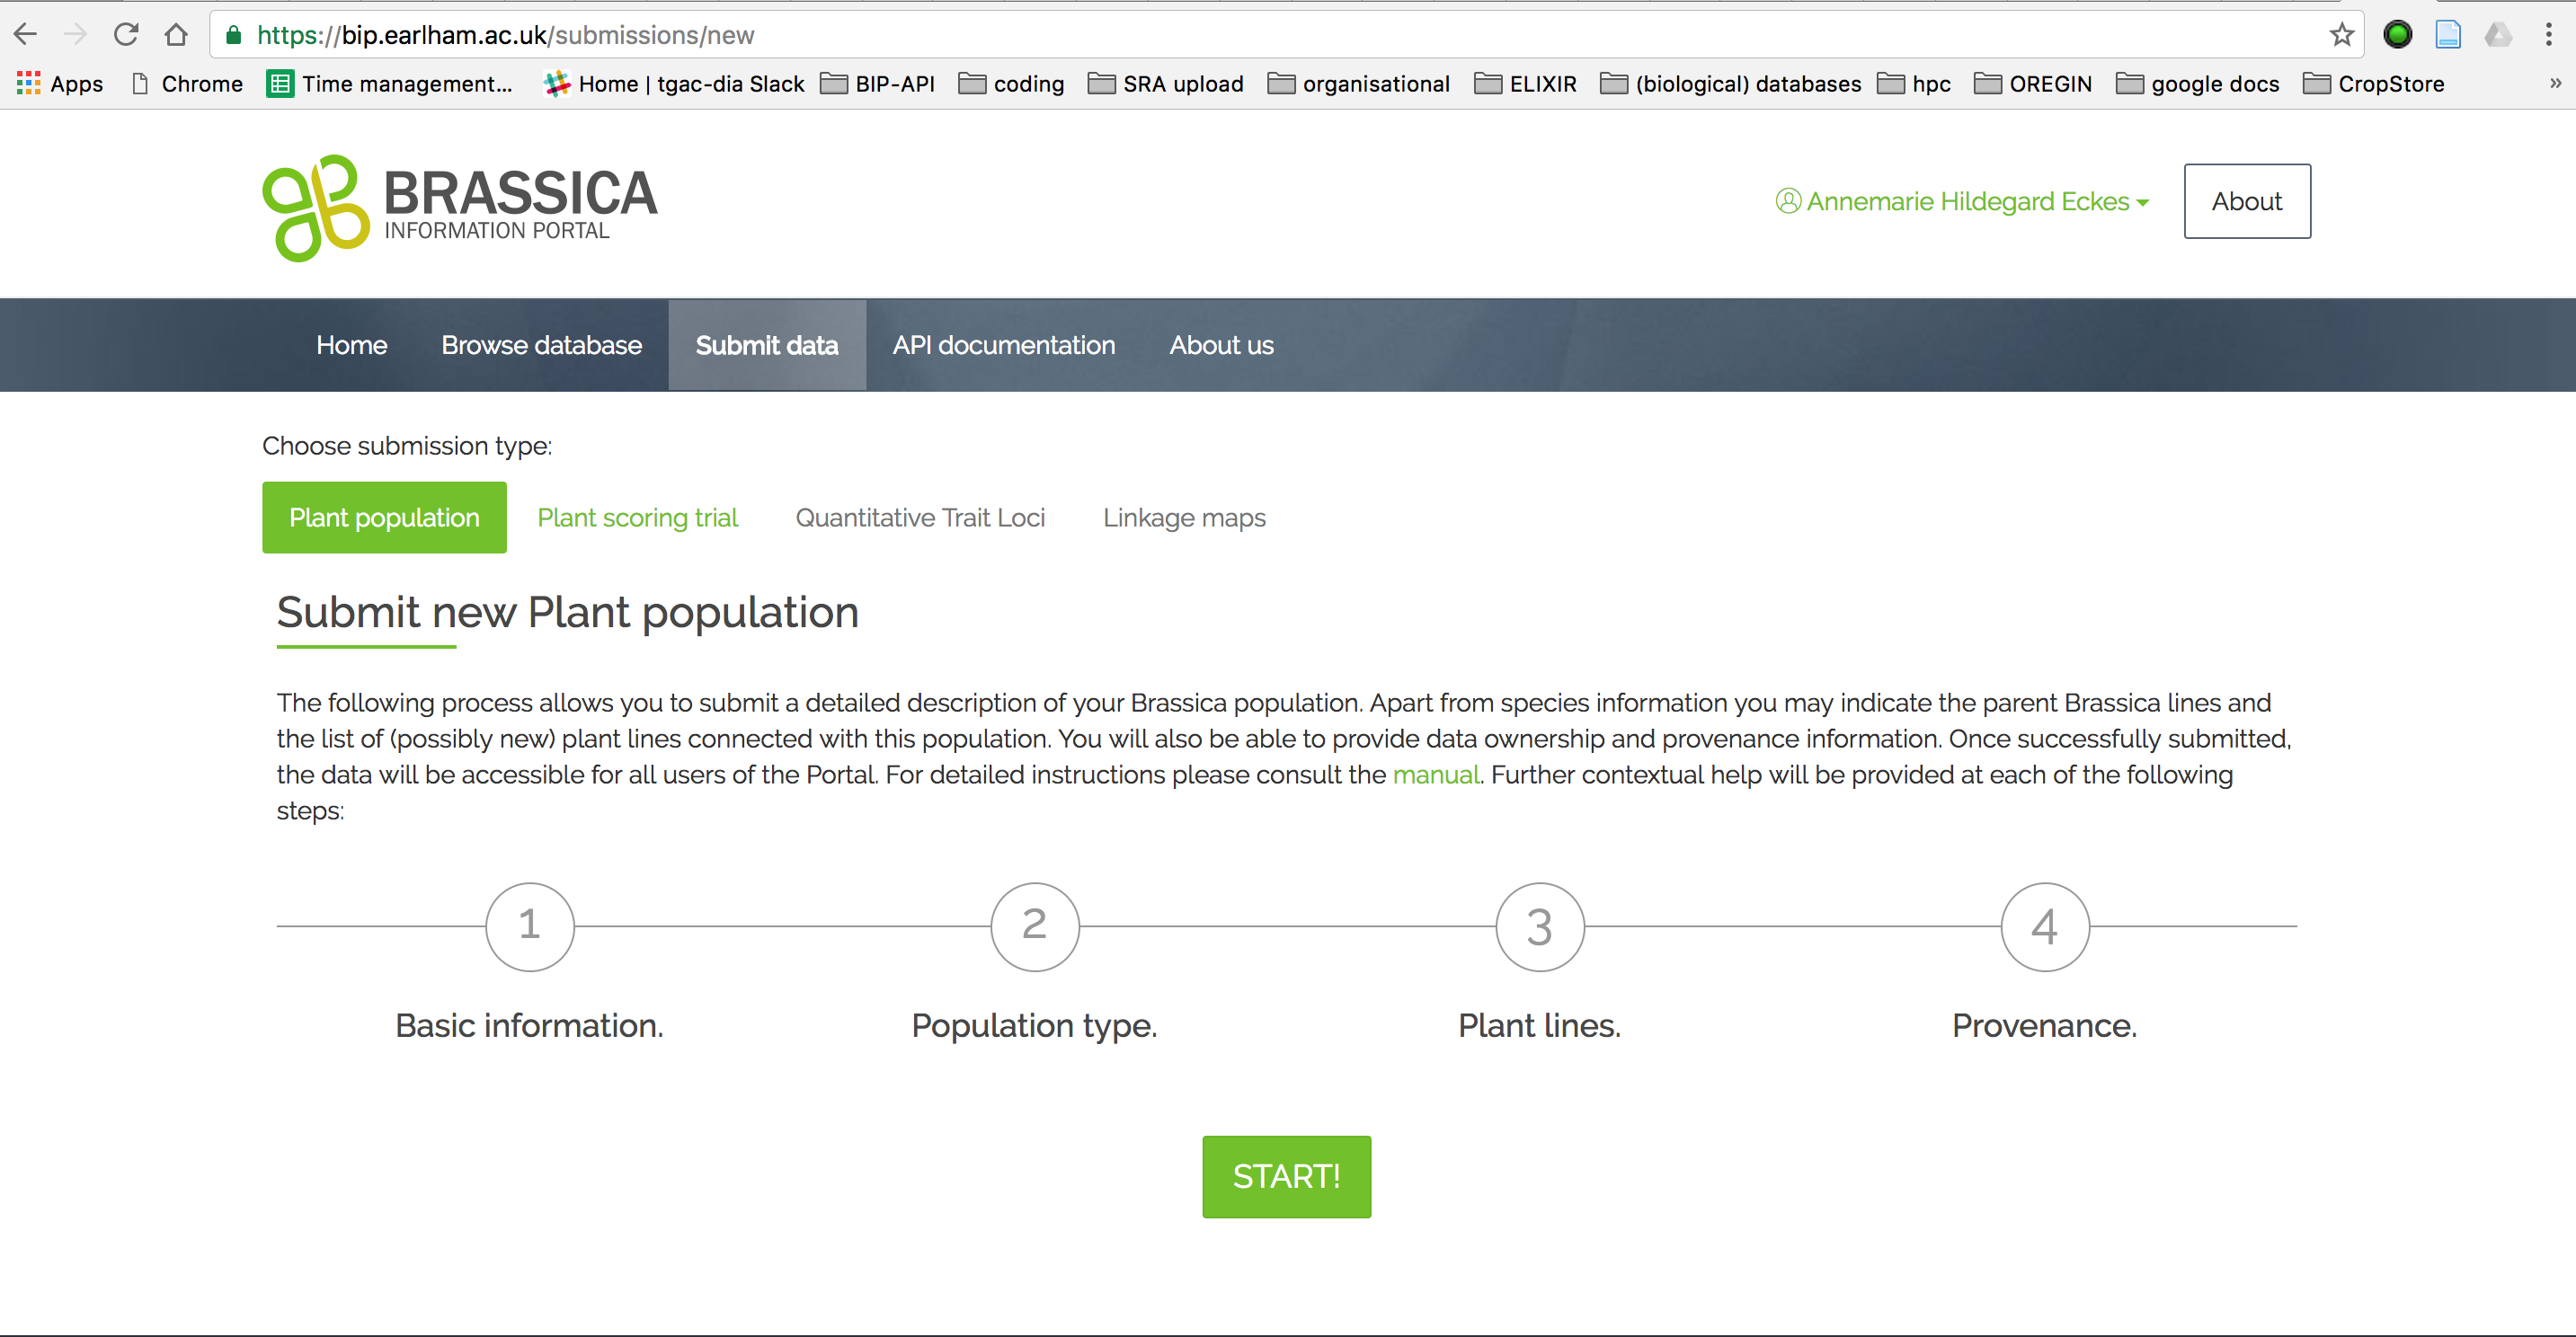 https://bip.earlham.ac.uk/submissions/new
Apps Chrome Time management... Home | tgac-dia Slack BIP-API coding SRA upload organisational ELIXIR (biological) databases hpc OREGIN google docs CropStore »
BRASSICA
INFORMATION PORTAL
Annemarie Hildegard Eckes
About
Home Browse database Submit data API documentation About us
Choose submission type:
Plant population Plant scoring trial Quantitative Trait Loci Linkage maps
Submit new Plant population
The following process allows you to submit a detailed description of your Brassica population. Apart from species information you may indicate the parent Brassica lines and
the list of (possibly new) plant lines connected with this population. You will also be able to provide data ownership and provenance information. Once successfully submitted,
the data will be accessible for all users of the Portal. For detailed instructions please consult the manual. Further contextual help will be provided at each of the following
steps:
1 2 3 4
Basic information. Population type. Plant lines. Provenance.
START!